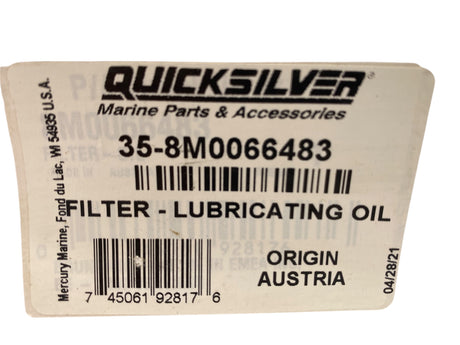 QUICKSILVER
Marine Parts & Accessories
35-8M0066483
FILTER - LUBRICATING OIL
ORIGIN
AUSTRIA
7 45061 92817 6
04/28/21
Mercury Marine, Fond du Lac, WI 54935 U.S.A.